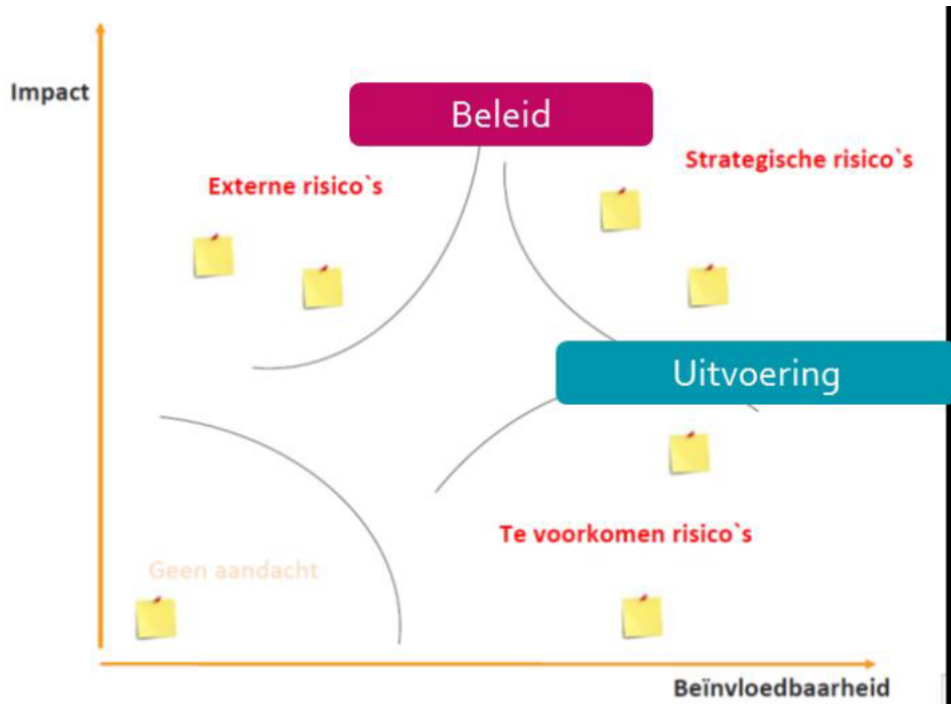 Impact
Beleid
Strategische risico`s
Externe risico`s
Uitvoering
Te voorkomen risico`s
Geen aandacht
Beïnvloedbaarheid